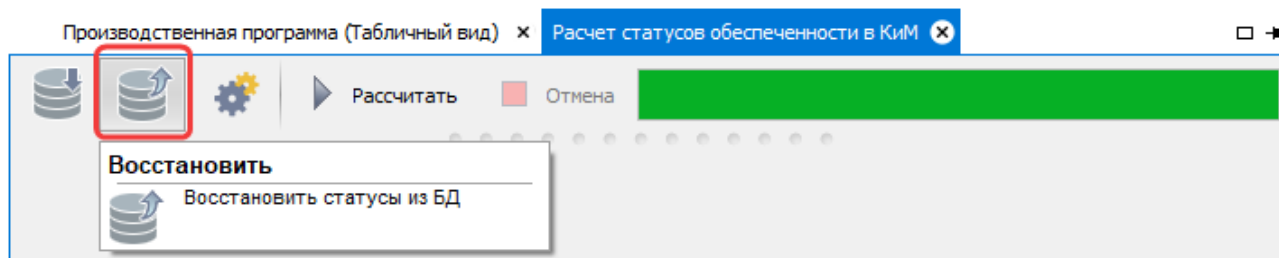 Производственная программа (Табличный вид) Расчет статусов обеспеченности в КиМ
Рассчитать Отмена
Восстановить
Восстановить статусы из БД